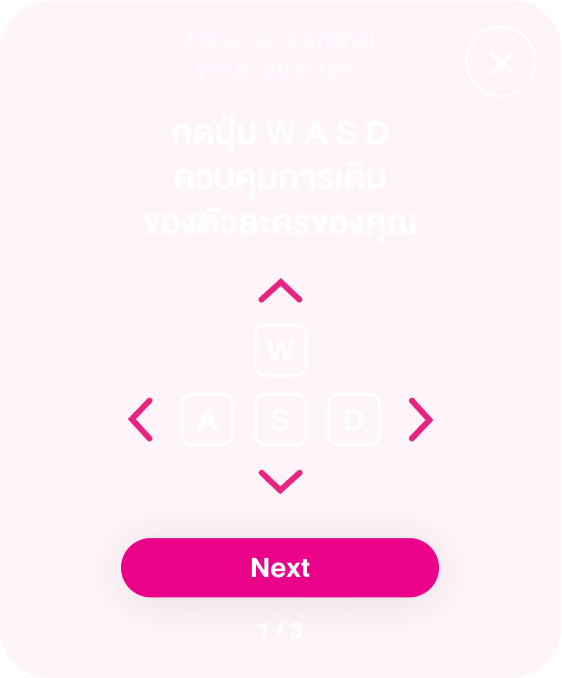 How to control
your avartar?
กดปุ่ม W A S D
ควบคุมการเดิน
ของตัวละครของคุณ
W
A S D
Next
1 / 3